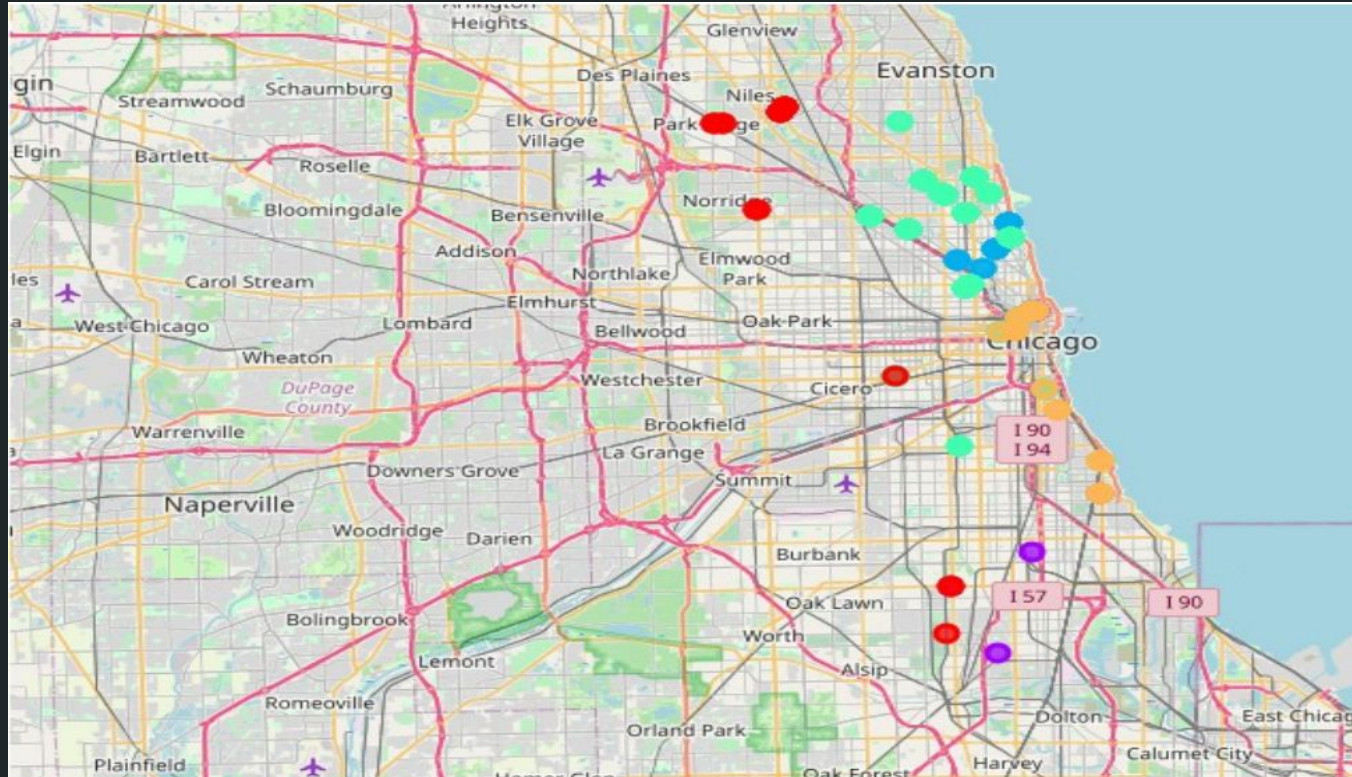 Heights
Glenview
Des Plaines
Evanston
gin
Schaumburg
Streamwood
Niles
Elk Grove
Village
Elgin
Bartlett
Roselle
Bloomingdale
Bensenville
Addison
Elmwood
Park
Northlake
les
Carol Stream
Elmhurst
West Chicago
Lombard
Bellwood
Oak Park
Chicago
Wheaton
Westchester
Cicero
DuPage
County
Warrenville
Brookfield
La Grange
I 90
I 94
Downers Grove
Summit
Naperville
Woodridge
Darien
Burbank
Oak Lawn
I 57
I 90
Bolingbrook
Worth
Lemont
Alsip
Romeoville
Orland Park
Dolton
East Chicag
Plainfield
Harvey
Calumet City
Oak Forest